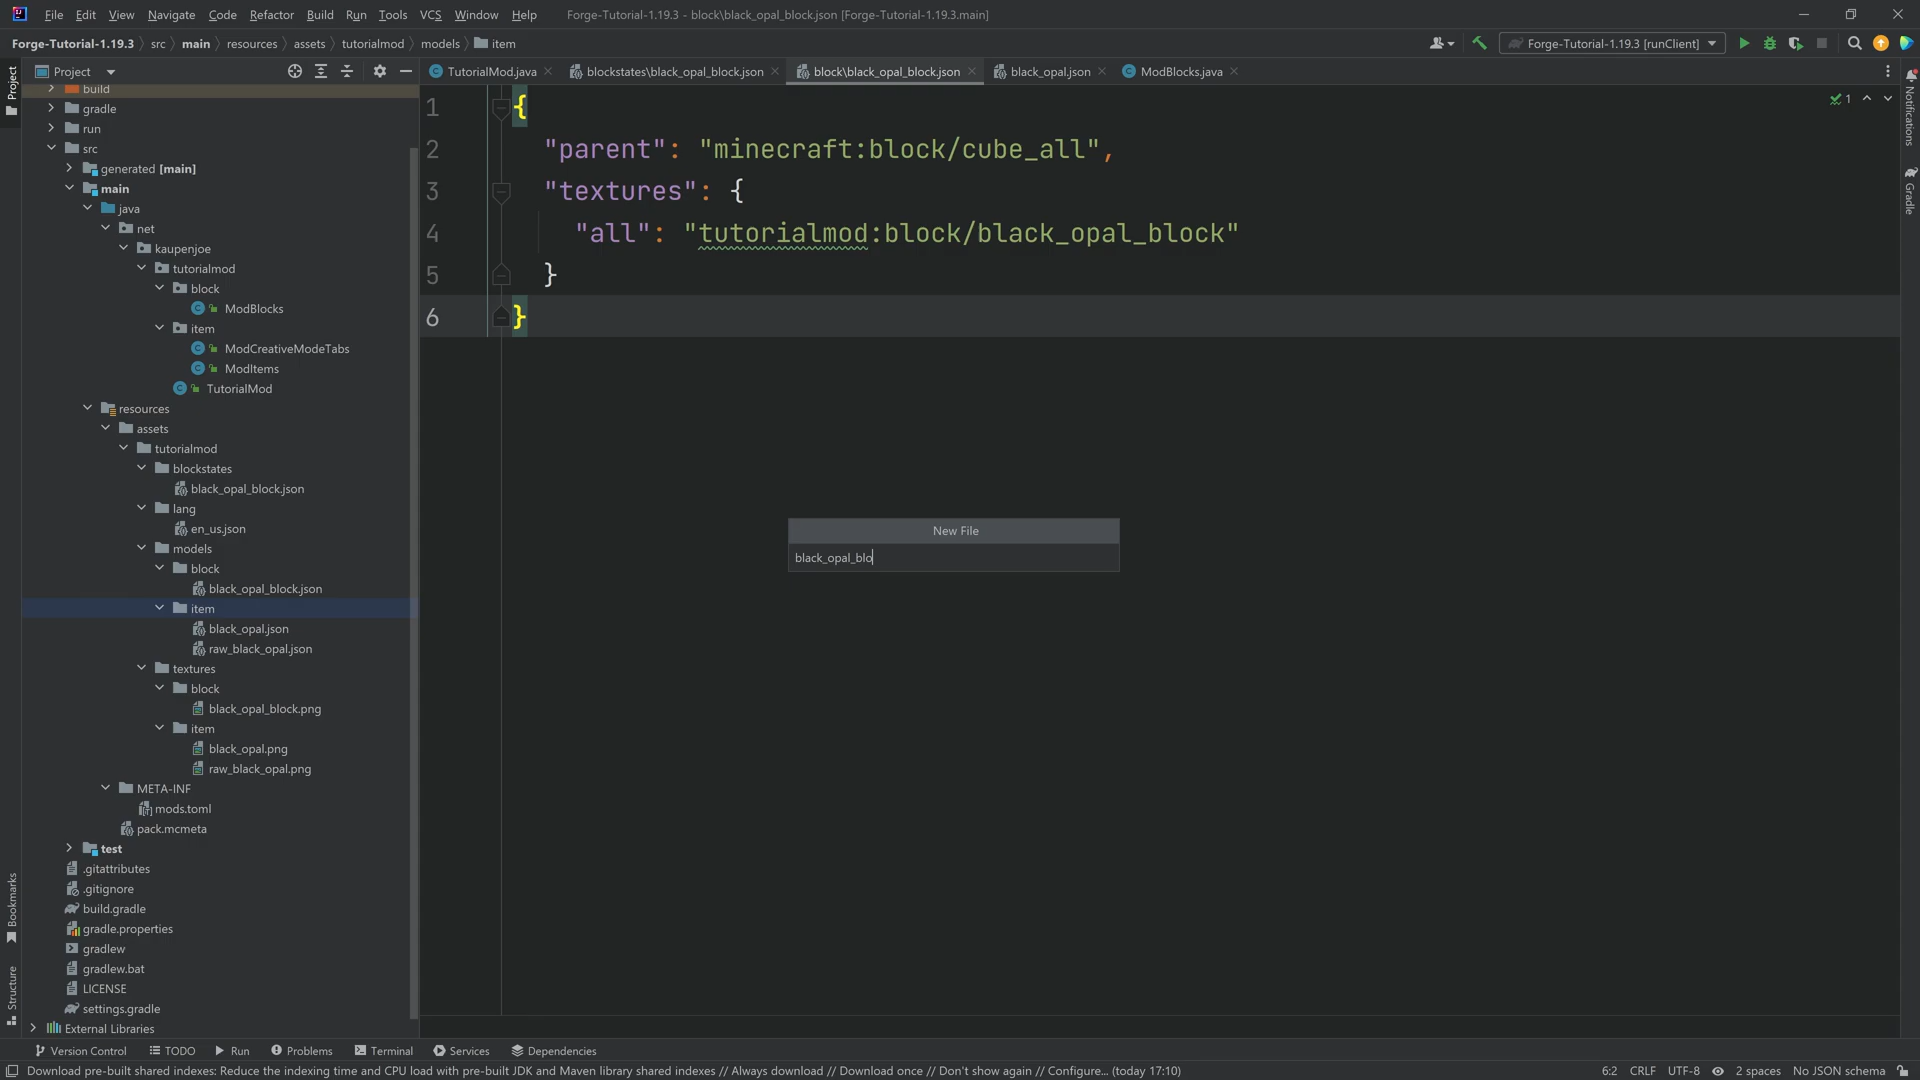 File Edit View Navigate Code Refactor Build Run Tools VCS Window Help Forge-Tutorial-1.19.3 - block\black_opal_block.json [Forge-Tutorial-1.19.3.main]
Forge-Tutorial-1.19.3 src main resources assets tutorialmod models item
Forge-Tutorial-1.19.3 [runClient]
Project
TutorialMod.java blockstates\black_opal_block.json block\black_opal_block.json black_opal.json ModBlocks.java
Project
Bookmarks
Structure
build
gradle
run
src
generated [main]
main
java
net
kaupenjoe
tutorialmod
block
ModBlocks
item
ModCreativeModeTabs
ModItems
TutorialMod
resources
assets
tutorialmod
blockstates
black_opal_block.json
lang
en_us.json
models
block
black_opal_block.json
item
black_opal.json
raw_black_opal.json
textures
block
black_opal_block.png
item
black_opal.png
raw_black_opal.png
META-INF
mods.toml
pack.mcmeta
test
.gitattributes
.gitignore
build.gradle
gradle.properties
gradlew
gradlew.bat
LICENSE
settings.gradle
External Libraries
1 {
2 "parent": "minecraft:block/cube_all",
3 "textures": {
4 "all": "tutorialmod:block/black_opal_block"
5 }
6 }
1
New File
black_opal_blo
Notifications
Gradle
Version Control TODO Run Problems Terminal Services Dependencies
Download pre-built shared indexes: Reduce the indexing time and CPU load with pre-built JDK and Maven library shared indexes // Always download // Download once // Don't show again // Configure... (today 17:10) 6:2 CRLF UTF-8 2 spaces No JSON schema